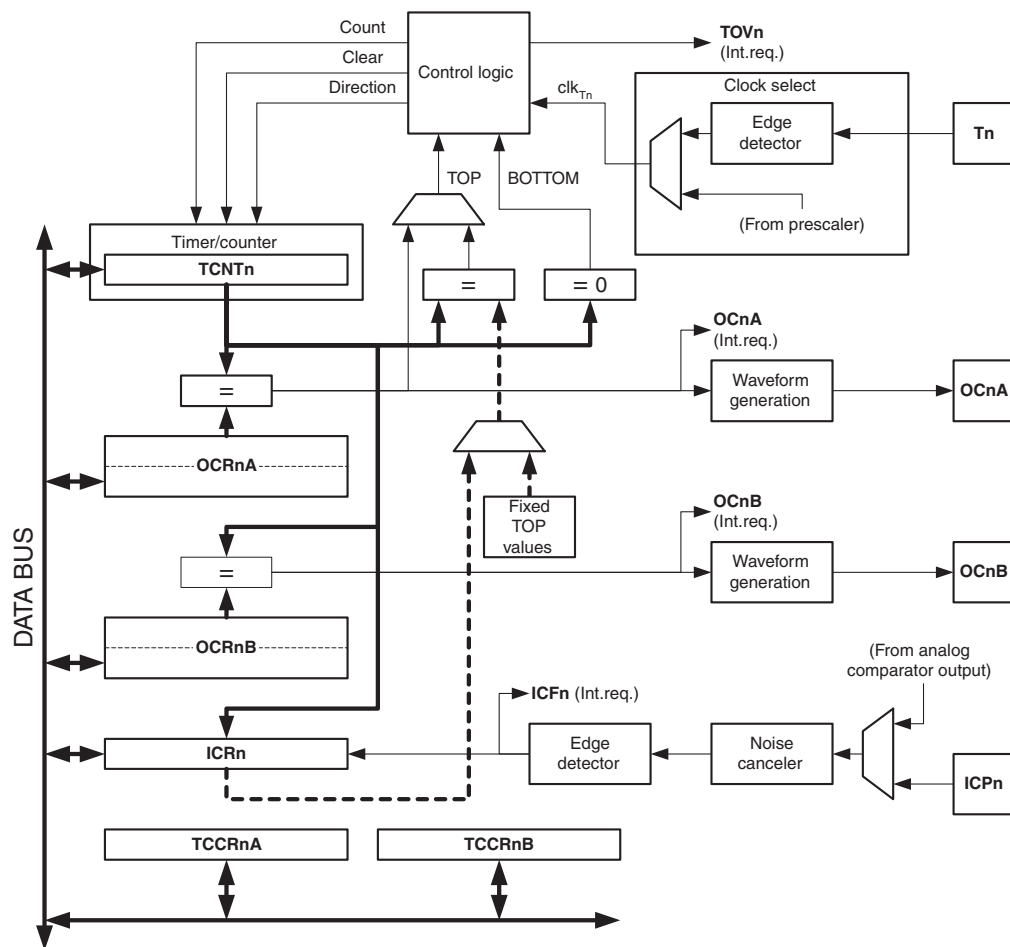 Count
Clear
Direction
Control logic
TOVn
(Int.req.)
clkTn
Clock select
Edge
detector
Tn
(From prescaler)
TOP
BOTTOM
Timer/counter
TCNTn
=
= 0
OCnA
(Int.req.)
=
Waveform
generation
OCnA
OCRnA
Fixed
TOP
values
OCnB
(Int.req.)
=
Waveform
generation
OCnB
OCRnB
DATA BUS
(From analog
comparator output)
ICFn (Int.req.)
ICRn
Edge
detector
Noise
canceler
ICPn
TCCRnA
TCCRnB